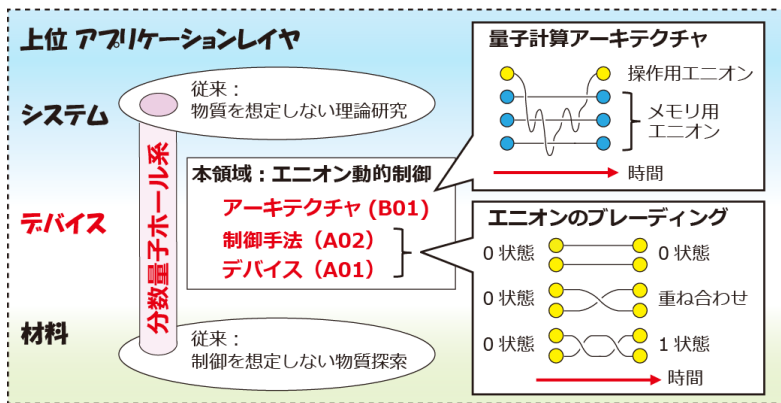 上位 アプリケーションレイヤ
システム
従来：
物質を想定しない理論研究
分数量子ホール系
デバイス
本領域：エニオン動的制御
アーキテクチャ (B01)
制御手法（A02）
デバイス（A01）
材料
従来：
制御を想定しない物質探索
量子計算アーキテクチャ
操作用エニオン
メモリ用
エニオン
時間
エニオンのブレーディング
0 状態
0 状態
0 状態
重ね合わせ
0 状態
1 状態
時間